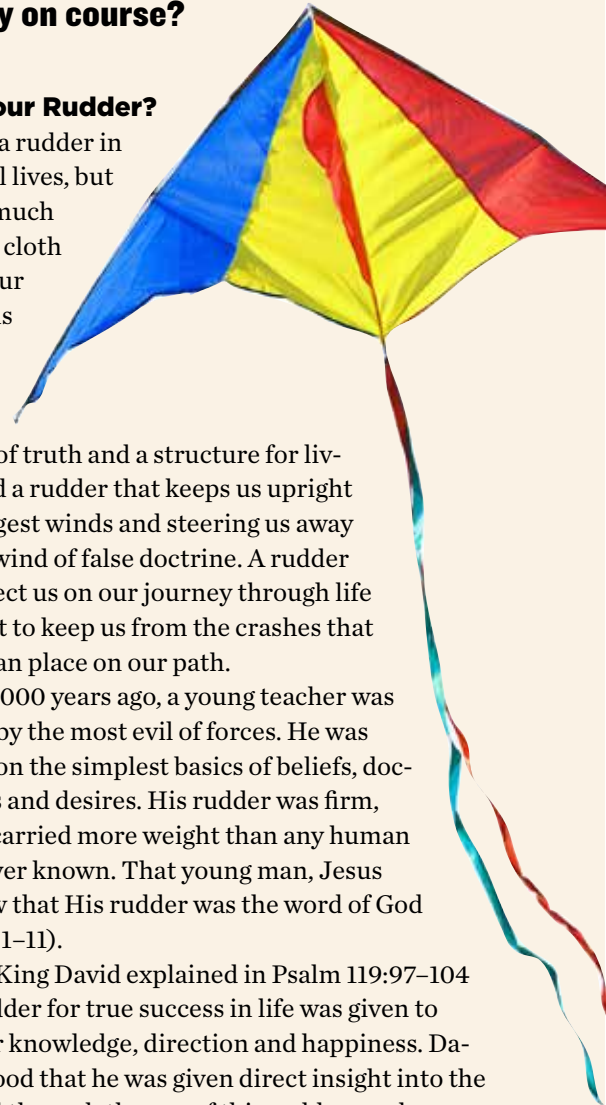 y on course?
our Rudder?
a rudder in
l lives, but
much
cloth
ur
s
of truth and a structure for liv-
d a rudder that keeps us upright
gest winds and steering us away
wind of false doctrine. A rudder
ect us on our journey through life
t to keep us from the crashes that
an place on our path.
000 years ago, a young teacher was
by the most evil of forces. He was
on the simplest basics of beliefs, doc-
s and desires. His rudder was firm,
carried more weight than any human
ver known. That young man, Jesus
w that His rudder was the word of God
1–11).
King David explained in Psalm 119:97–104
lder for true success in life was given to
r knowledge, direction and happiness. Da-
ood that he was given direct insight into the